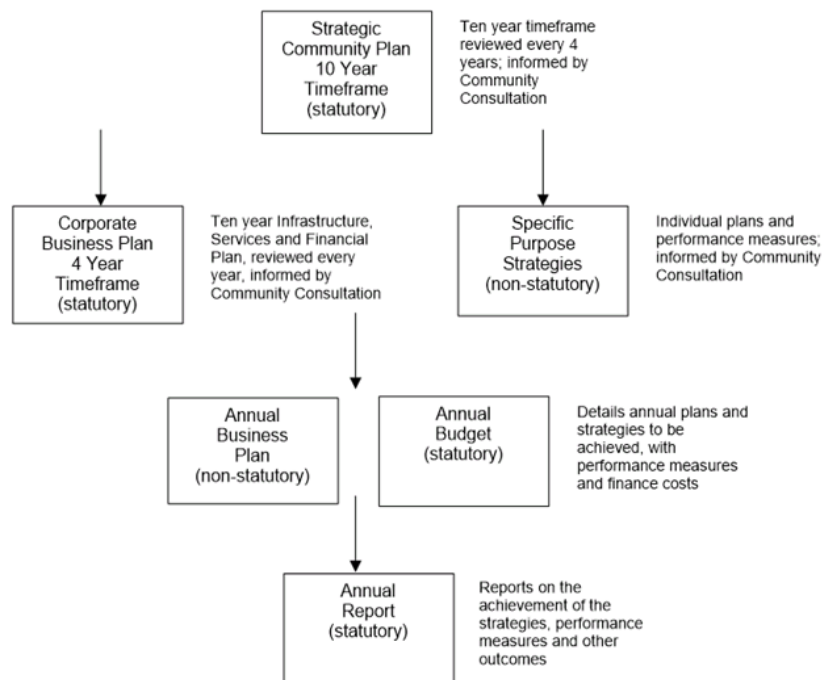 Strategic
Community Plan
10 Year
Timeframe
(statutory)
Ten year timeframe
reviewed every 4
years; informed by
Community
Consultation
Corporate
Business Plan
4 Year
Timeframe
(statutory)
Ten year Infrastructure,
Services and Financial
Plan, reviewed every
year, informed by
Community Consultation
Specific
Purpose
Strategies
(non-statutory)
Individual plans and
performance measures;
informed by Community
Consultation
Annual
Business
Plan
(non-statutory)
Annual
Budget
(statutory)
Details annual plans and
strategies to be
achieved, with
performance measures
and finance costs
Annual
Report
(statutory)
Reports on the
achievement of the
strategies, performance
measures and other
outcomes